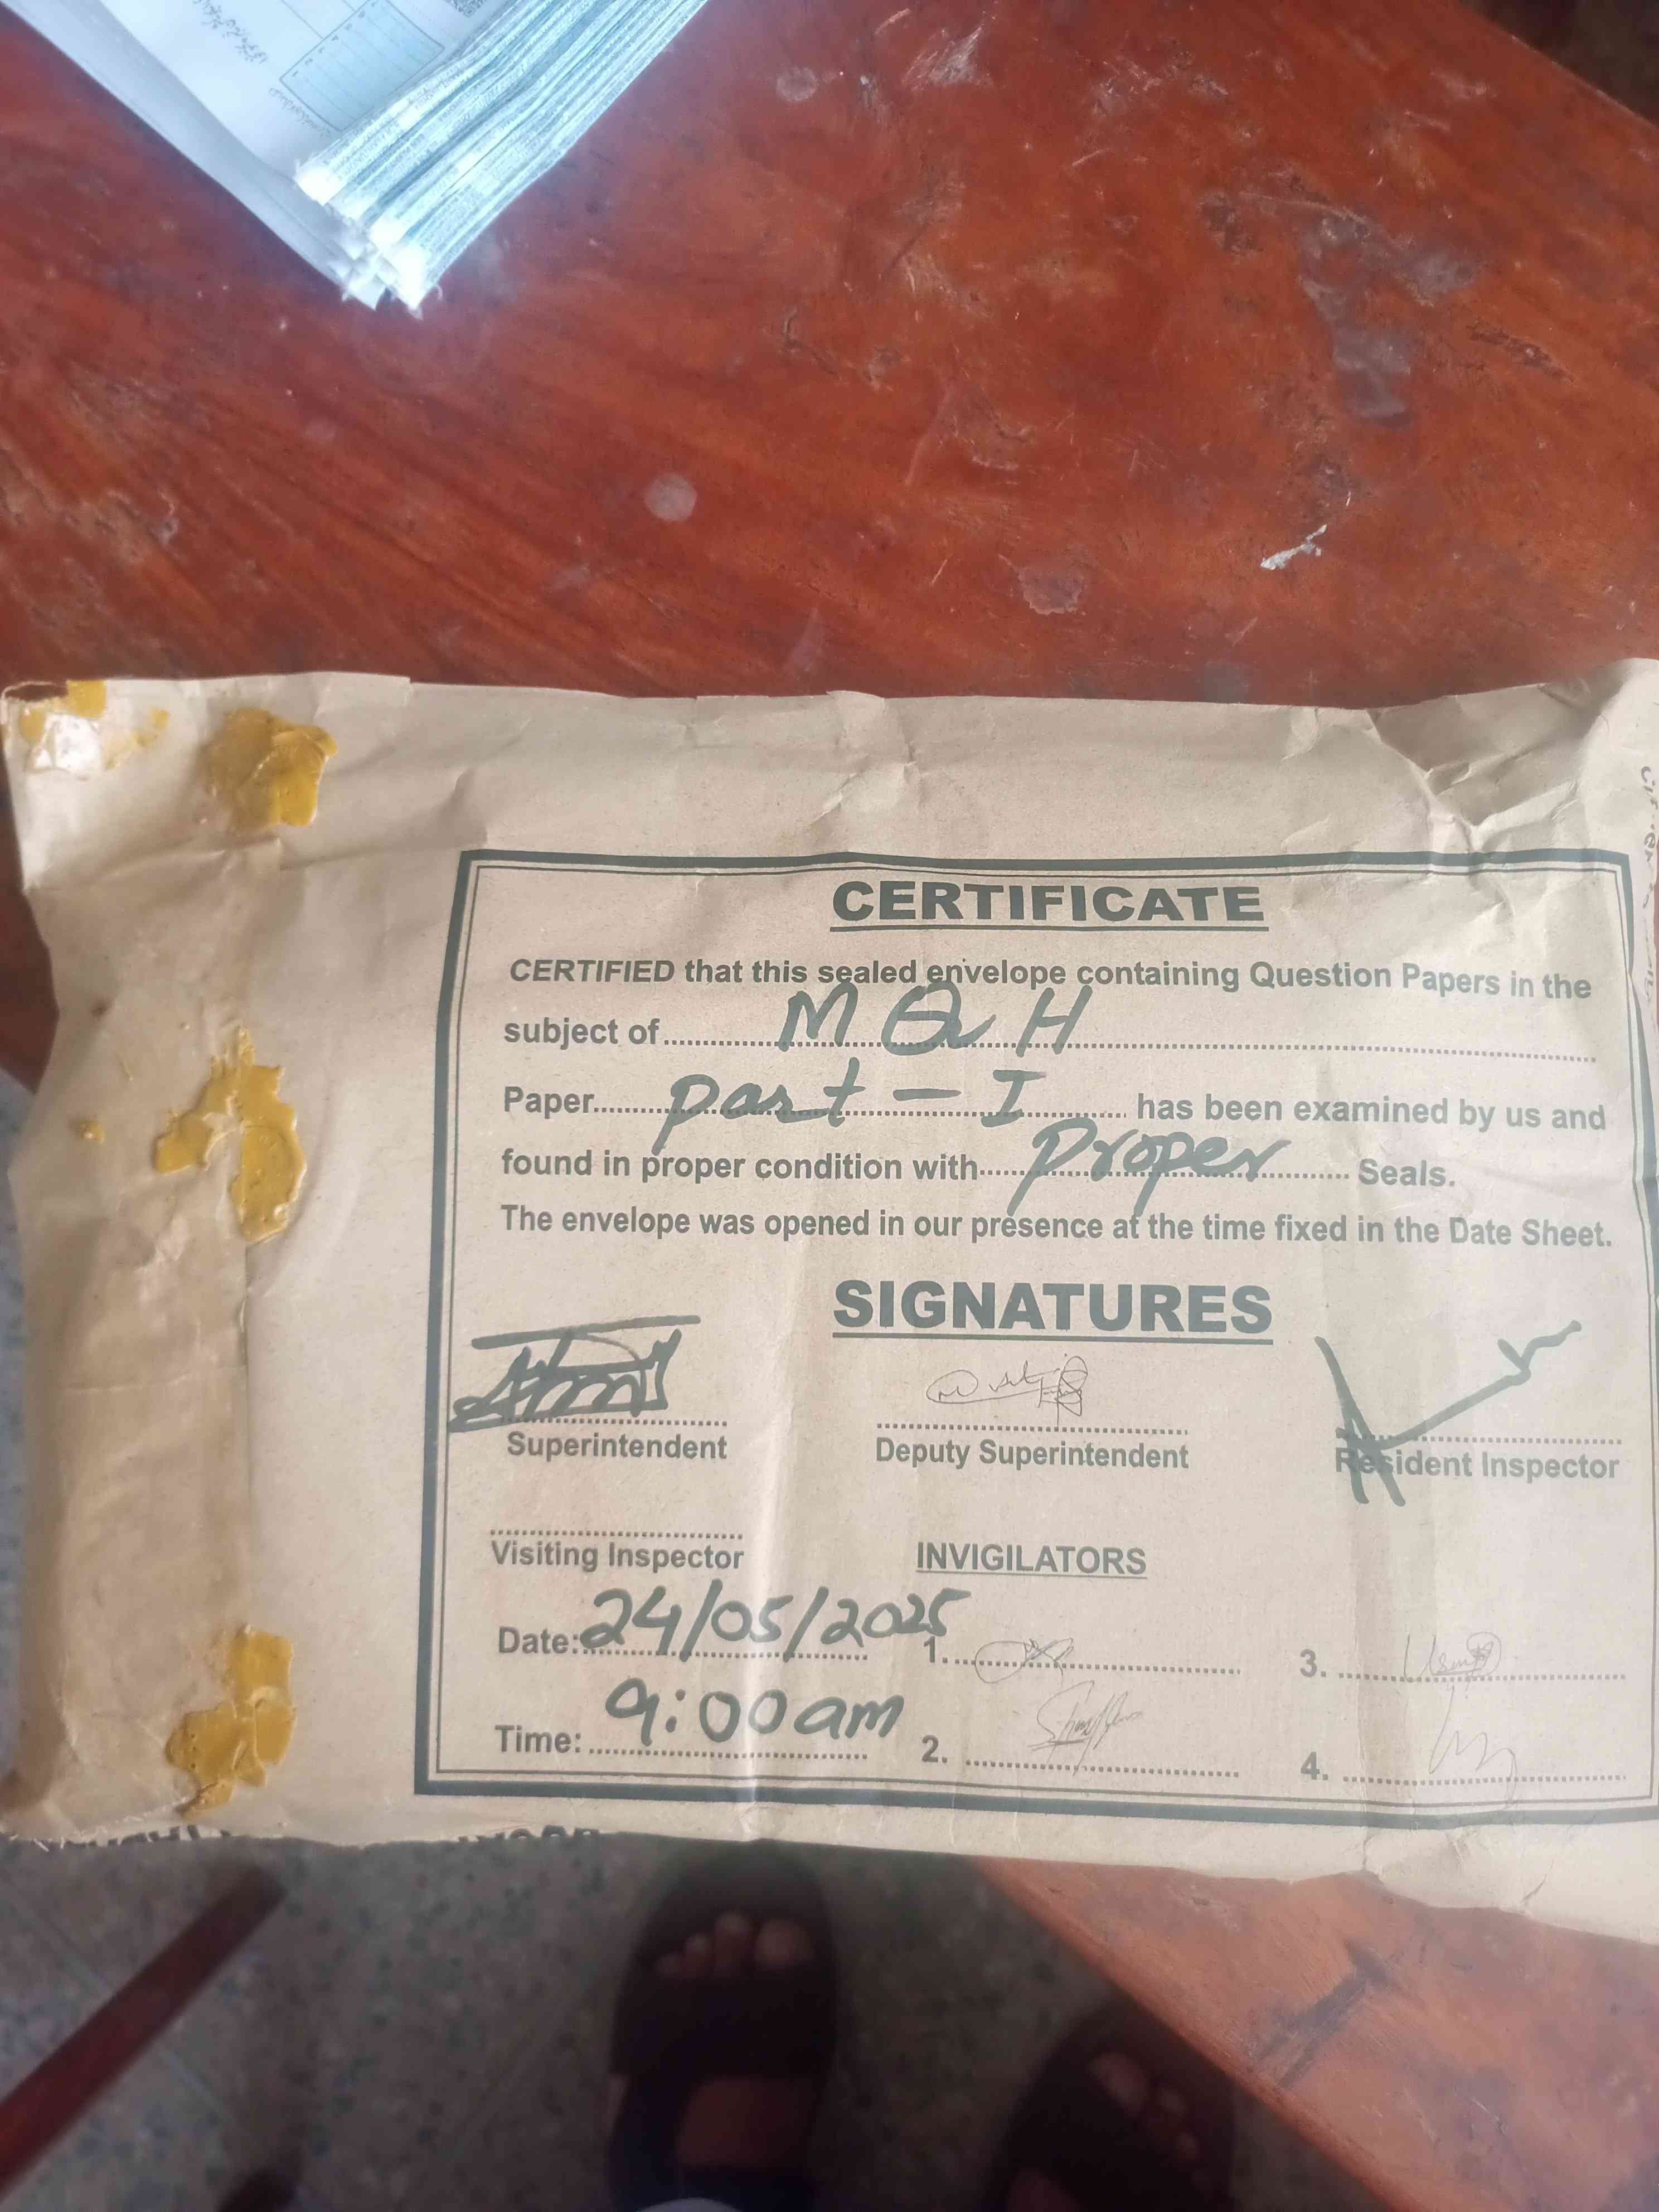 CERTIFICATE
CERTIFIED that this sealed envelope containing Question Papers in the
subject of M Q H
Paper part - I has been examined by us and
found in proper condition with proper Seals.
The envelope was opened in our presence at the time fixed in the Date Sheet.
SIGNATURES
Superintendent
Deputy Superintendent
Resident Inspector
Visiting Inspector
INVIGILATORS
Date: 24/05/2025
1.
3.
Time: 9:00 am
2.
4.